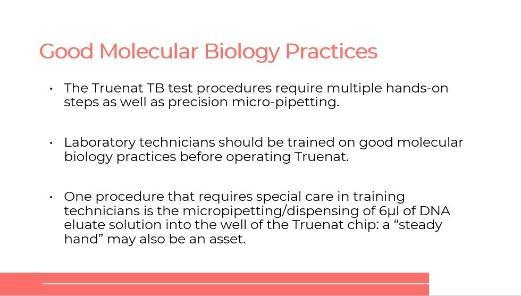 Good Molecular Biology Practices
• The Truenat TB test procedures require multiple hands-on
steps as well as precision micro-pipetting.
• Laboratory technicians should be trained on good molecular
biology practices before operating Truenat.
• One procedure that requires special care in training
technicians is the micropipetting/dispensing of 6µl of DNA
eluate solution into the well of the Truenat chip: a “steady
hand” may also be an asset.